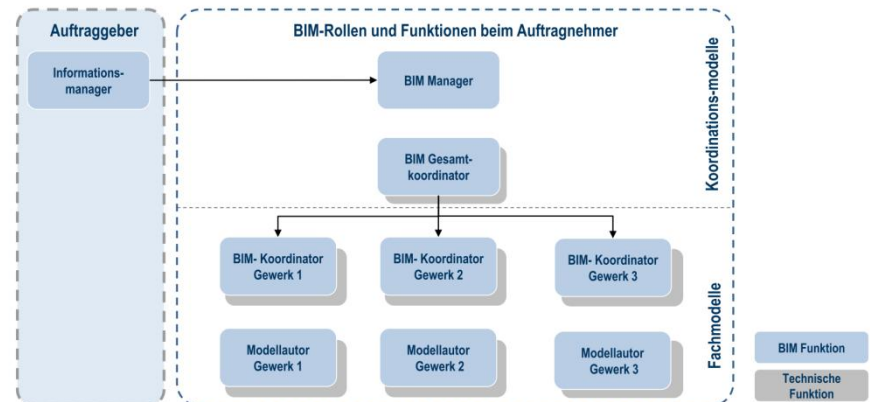 Auftraggeber
BIM-Rollen und Funktionen beim Auftragnehmer
Informations-
manager
BIM Manager
Koordinations-modelle
BIM Gesamt-
koordinator
BIM- Koordinator
Gewerk 1
BIM- Koordinator
Gewerk 2
BIM- Koordinator
Gewerk 3
Fachmodelle
Modellautor
Gewerk 1
Modellautor
Gewerk 2
Modellautor
Gewerk 3
BIM Funktion
Technische
Funktion